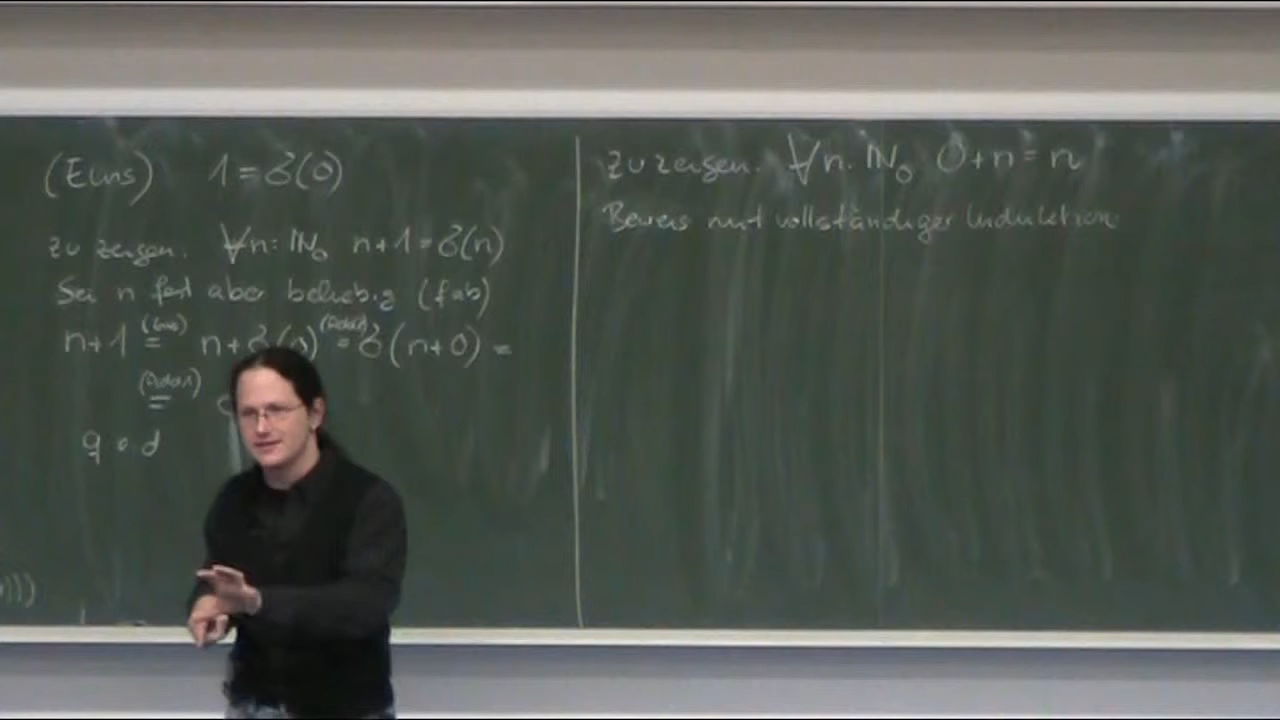 (Eins) 1 = δ(0)
zu zeigen: ∀n: ℕ₀ n+1 = δ(n)
Sei n fest aber beliebig (fab)
n+1 =(Eins) n+δ(0) =(Add2) δ(n+0) =
=(Add1)
q e d
)))
zu zeigen: ∀n: ℕ₀ 0+n = n
Beweis mit vollständiger Induktion